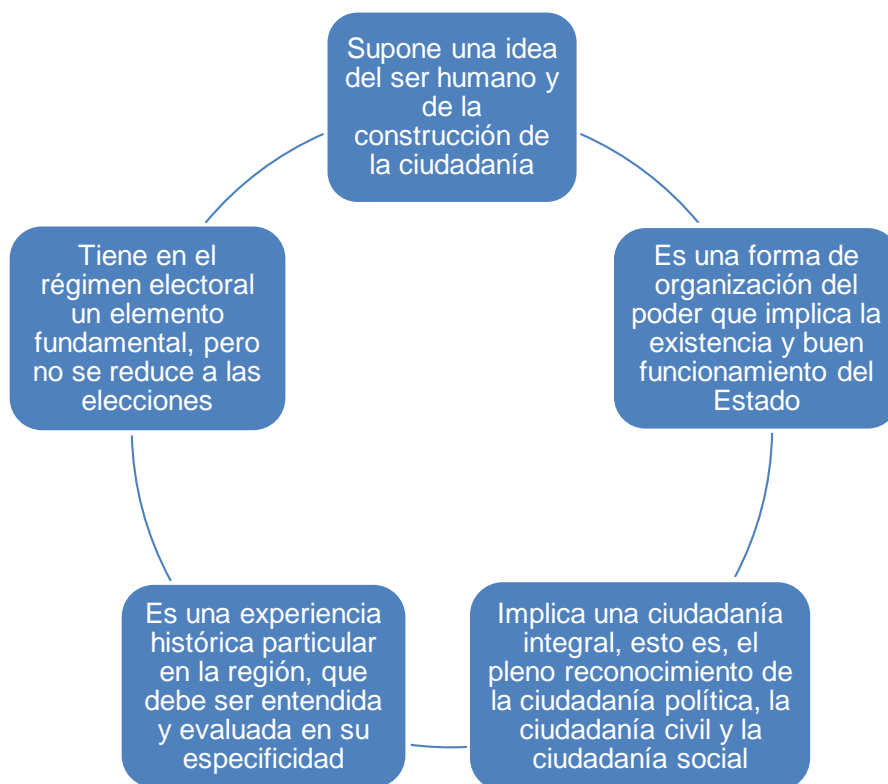 Supone una idea
del ser humano y
de la
construcción de
la ciudadanía
Es una forma de
organización del
poder que implica la
existencia y buen
funcionamiento del
Estado
Implica una ciudadanía
integral, esto es, el
pleno reconocimiento de
la ciudadanía política, la
ciudadanía civil y la
ciudadanía social
Es una experiencia
histórica particular
en la región, que
debe ser entendida
y evaluada en su
especificidad
Tiene en el
régimen electoral
un elemento
fundamental, pero
no se reduce a las
elecciones